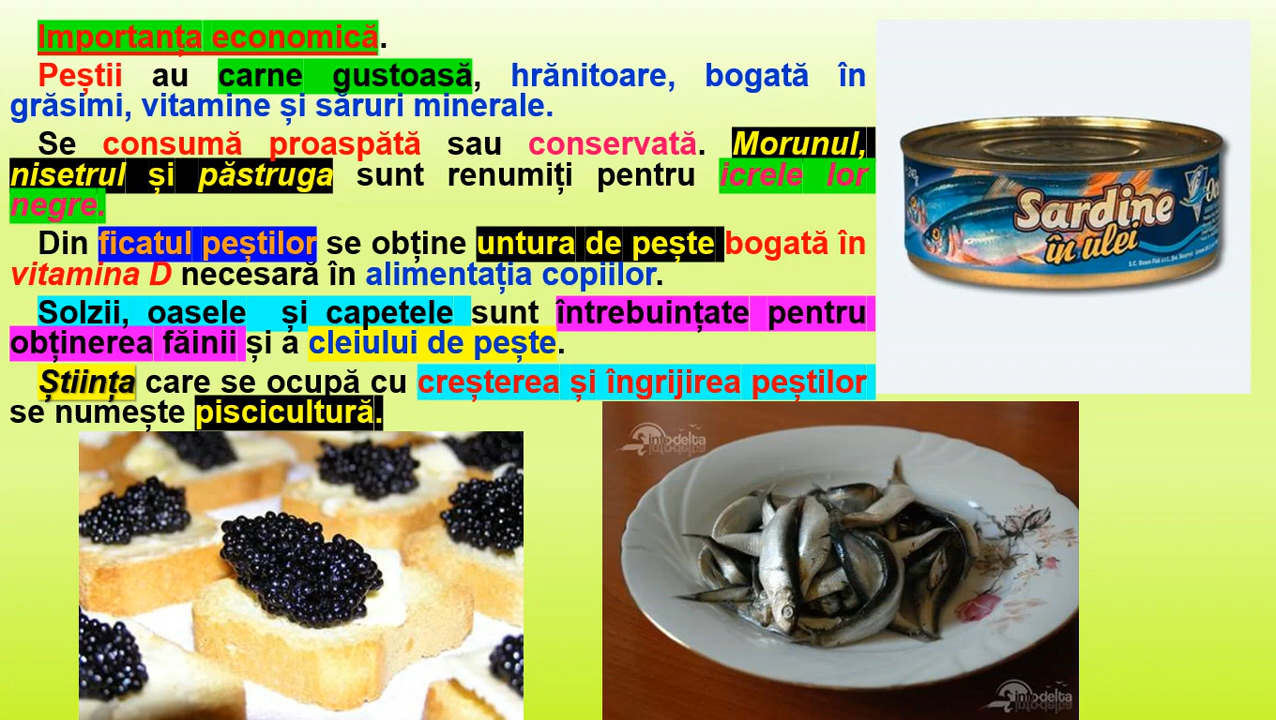 Importanța economică.
Peștii au carne gustoasă, hrănitoare, bogată în
grăsimi, vitamine și săruri minerale.
Se consumă proaspătă sau conservată. Morunul,
nisetrul și păstruga sunt renumiți pentru icrele lor
negre.
Din ficatul peștilor se obține untura de pește bogată în
vitamina D necesară în alimentația copiilor.
Solzii, oasele și capetele sunt întrebuințate pentru
obținerea făinii și a cleiului de pește.
Știința care se ocupă cu creșterea și îngrijirea peștilor
se numește piscicultură.
Sardine
în ulei
infodelta
infodelta